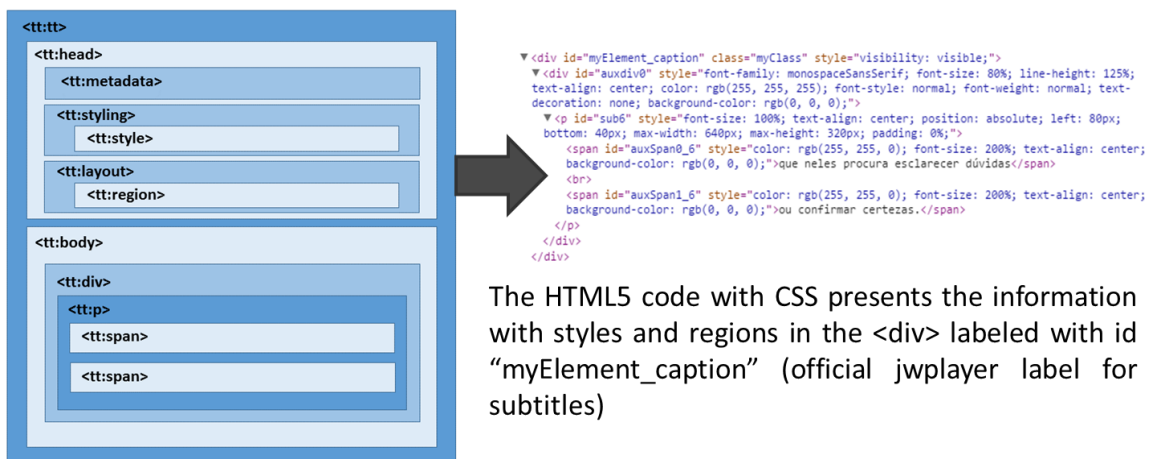 <tt:tt>
<tt:head>
<tt:metadata>
<tt:styling>
<tt:style>
<tt:layout>
<tt:region>
<tt:body>
<tt:div>
<tt:p>
<tt:span>
<tt:span>
▼<div id="myElement_caption" class="myClass" style="visibility: visible;">
▼<div id="auxdiv0" style="font-family: monospaceSansSerif; font-size: 80%; line-height: 125%;
text-align: center; color: rgb(255, 255, 255); font-style: normal; font-weight: normal; text-
decoration: none; background-color: rgb(0, 0, 0);">
▼<p id="sub6" style="font-size: 100%; text-align: center; position: absolute; left: 80px;
bottom: 40px; max-width: 640px; max-height: 320px; padding: 0%;">
<span id="auxSpan0_6" style="color: rgb(255, 255, 0); font-size: 200%; text-align: center;
background-color: rgb(0, 0, 0);">que neles procura esclarecer dúvidas</span>
<br>
<span id="auxSpan1_6" style="color: rgb(255, 255, 0); font-size: 200%; text-align: center;
background-color: rgb(0, 0, 0);">ou confirmar certezas.</span>
</p>
</div>
</div>
The HTML5 code with CSS presents the information
with styles and regions in the <div> labeled with id
“myElement_caption” (official jwplayer label for
subtitles)